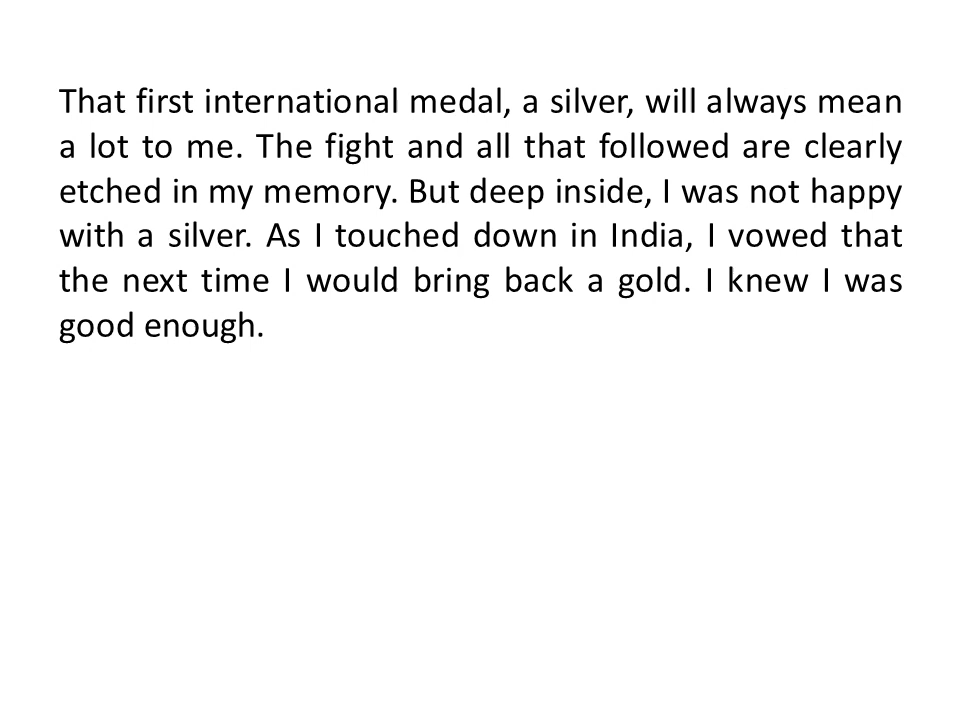 That first international medal, a silver, will always mean
a lot to me. The fight and all that followed are clearly
etched in my memory. But deep inside, I was not happy
with a silver. As I touched down in India, I vowed that
the next time I would bring back a gold. I knew I was
good enough.